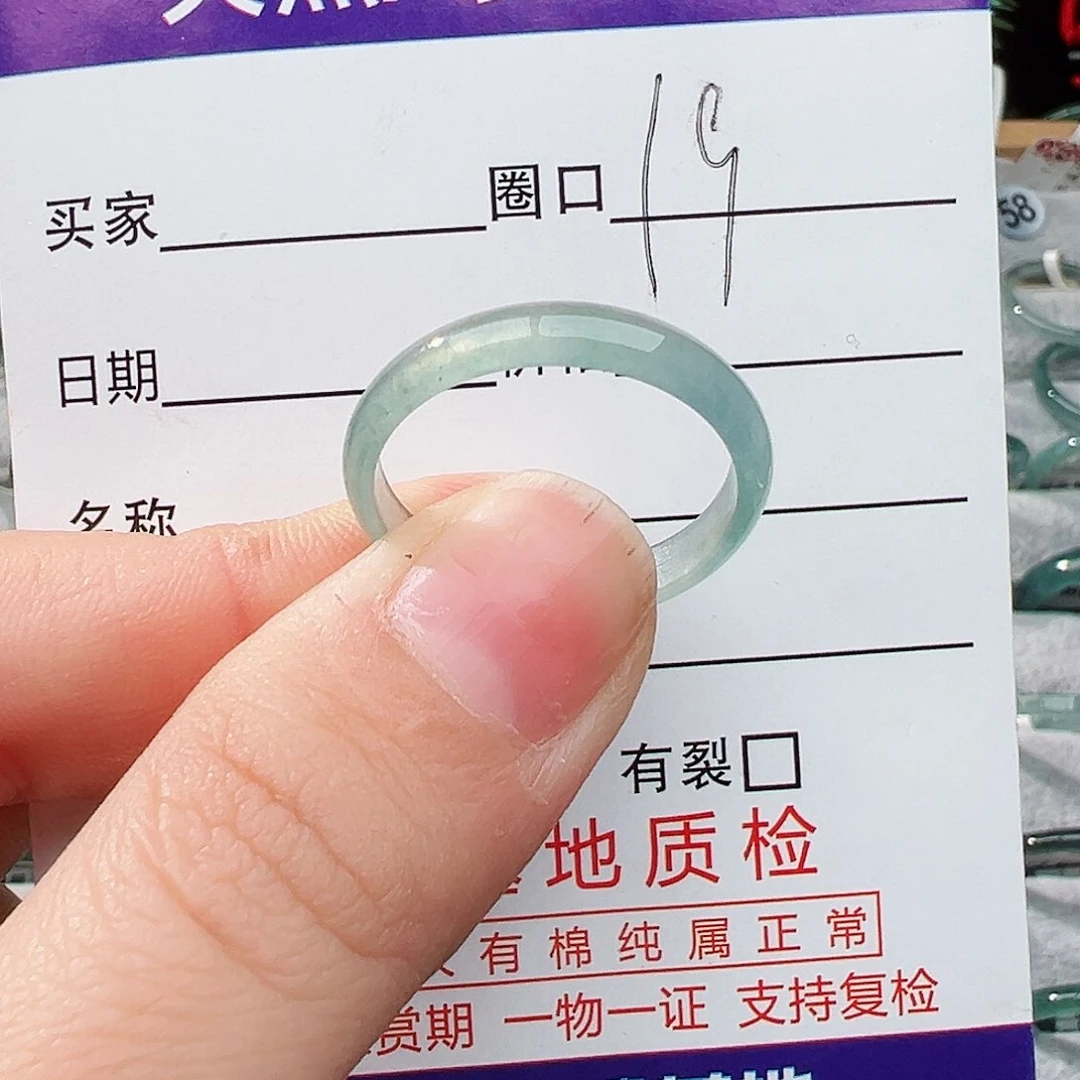 买家 圈口 19
日期
名称
有裂□
地质检
有棉纯属正常
赏期 一物一证 支持复检
58